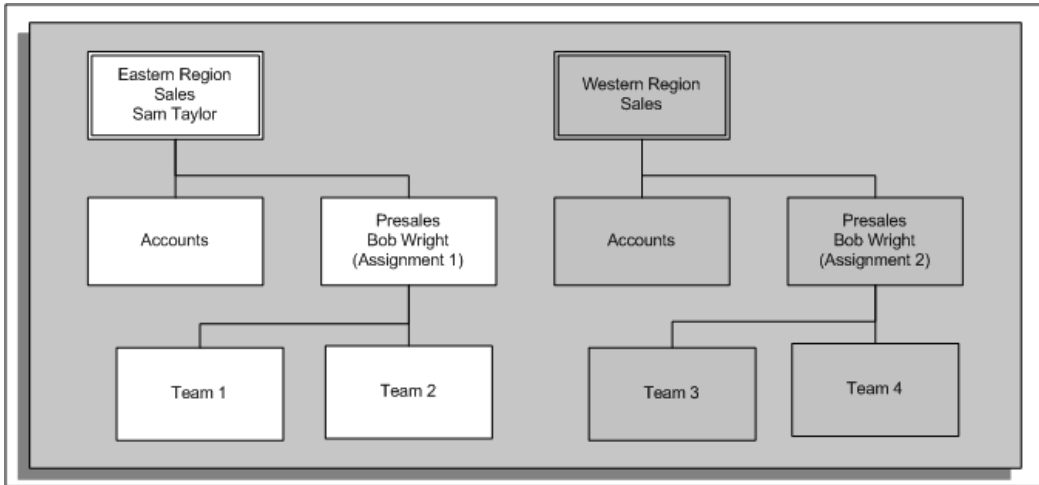 Eastern Region
Sales
Sam Taylor
Western Region
Sales
Accounts
Presales
Bob Wright
(Assignment 1)
Accounts
Presales
Bob Wright
(Assignment 2)
Team 1
Team 2
Team 3
Team 4